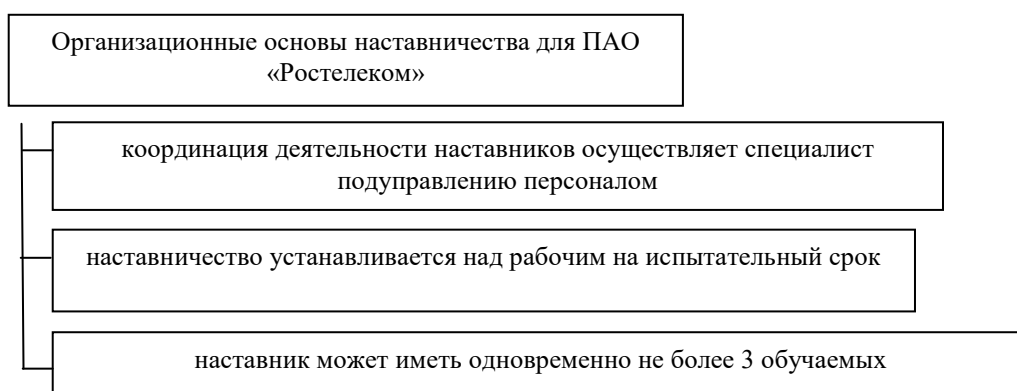 Организационные основы наставничества для ПАО
«Ростелеком»
координация деятельности наставников осуществляет специалист
подуправлению персоналом
наставничество устанавливается над рабочим на испытательный срок
наставник может иметь одновременно не более 3 обучаемых